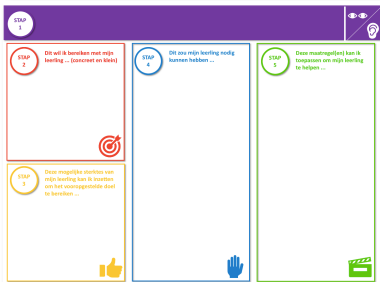 STAP
1
STAP
2
Dit wil ik bereiken met mijn
leerling ... (concreet en klein)
STAP
3
Deze mogelijke sterktes van
mijn leerling kan ik inzetten
om het vooropgestelde doel
te bereiken ...
STAP
4
Dit zou mijn leerling nodig
kunnen hebben ...
STAP
5
Deze maatregel(en) kan ik
toepassen om mijn leerling
te helpen ...